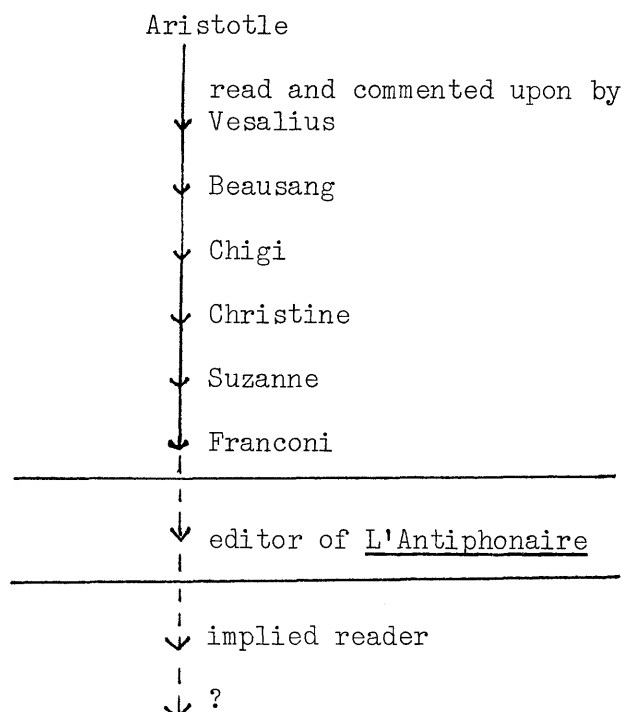 Aristotle
read and commented upon by
Vesalius
Beausang
Chigi
Christine
Suzanne
Franconi
editor of L'Antiphonaire
implied reader
?